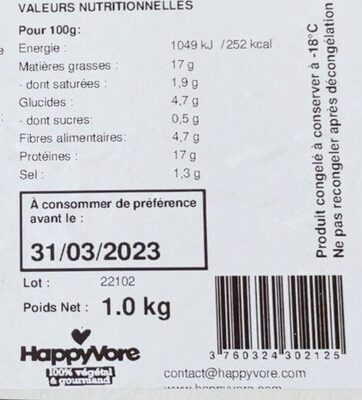 VALEURS NUTRITIONNELLES
Pour 100g:
Energie : 1049 kJ / 252 kcal
Matières grasses : 17 g
- dont saturées : 1,9 g
Glucides : 4,7 g
- dont sucres: 0,5 g
Fibres alimentaires: 4,7 g
Protéines : 17 g
Sel : 1,3 g
À consommer de préférence
avant le :
31/03/2023
Lot : 22102
Poids Net : 1.0 kg
HappyVore
100% végétal
& gourmand
Produit congelé à conserver à -18°C
Ne pas recongeler après décongélation
3 760324 302125
contact@happyvore.com